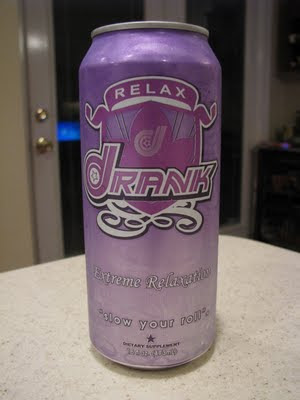 RELAX
d
dRANK
Extreme Relaxation
"slow your roll"
DIETARY SUPPLEMENT